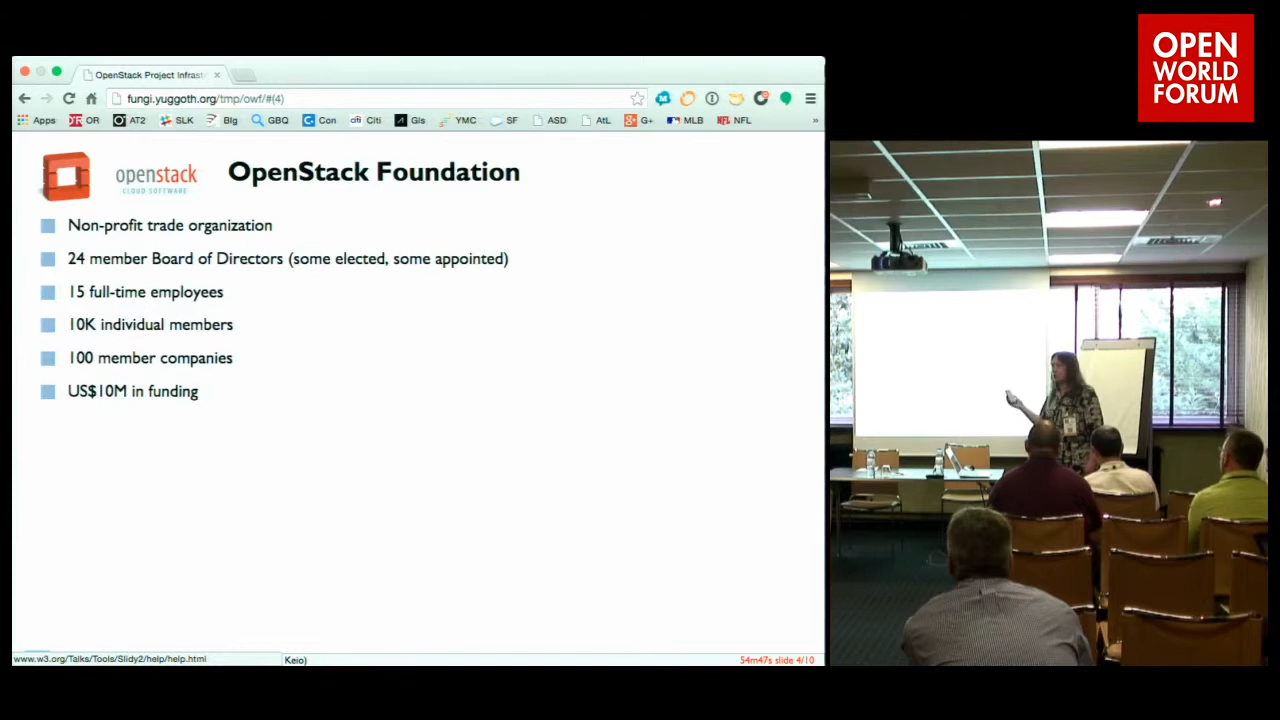 OPEN
WORLD
FORUM
OpenStack Project Infrast
fungi.yuggoth.org/tmp/owf/#(4)
Apps OR AT2 SLK Blg GBQ Con Citi Gis YMC SF ASD AtL G+ MLB NFL »
openstack
CLOUD SOFTWARE
OpenStack Foundation
Non-profit trade organization
24 member Board of Directors (some elected, some appointed)
15 full-time employees
10K individual members
100 member companies
US$10M in funding
www.w3.org/Talks/Tools/Slidy2/help/help.html
Keio)
54m47s slide 4/10